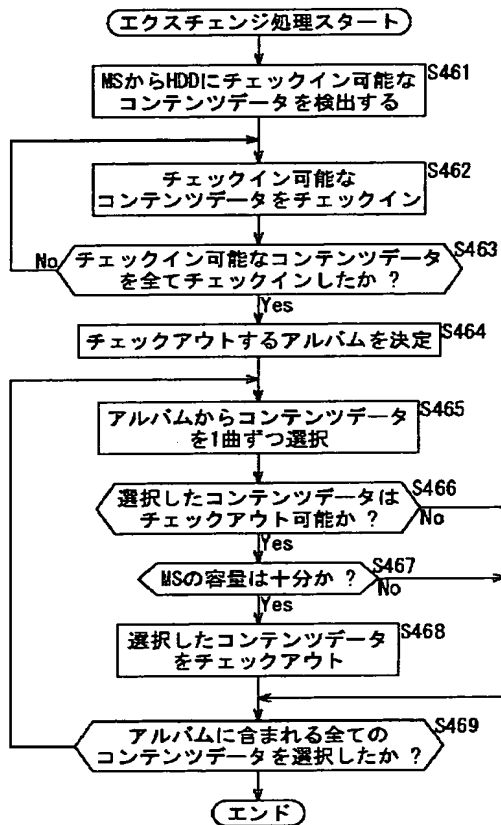 エクスチェンジ処理スタート
MSからHDDにチェックイン可能な
コンテンツデータを検出する
S461
チェックイン可能な
コンテンツデータをチェックイン
S462
チェックイン可能なコンテンツデータ
を全てチェックインしたか ?
S463
No
Yes
チェックアウトするアルバムを決定
S464
アルバムからコンテンツデータ
を1曲ずつ選択
S465
選択したコンテンツデータは
チェックアウト可能か ?
S466
No
Yes
MSの容量は十分か ?
S467
No
Yes
選択したコンテンツデータ
をチェックアウト
S468
アルバムに含まれる全ての
コンテンツデータを選択したか ?
S469
エンド